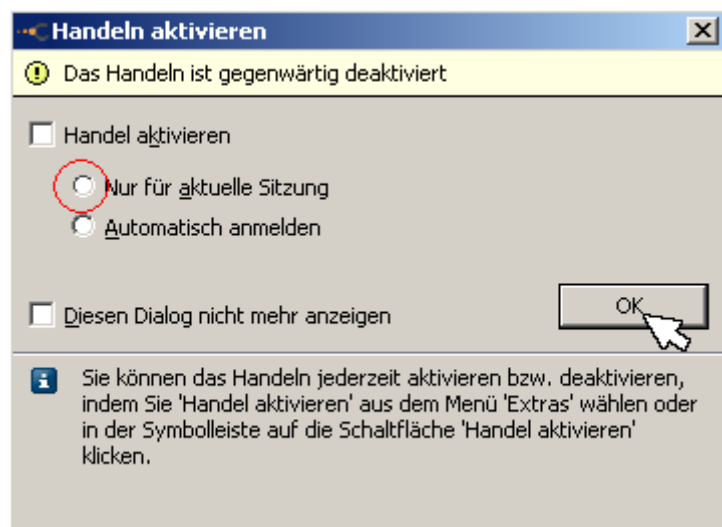 Handeln aktivieren
Das Handeln ist gegenwärtig deaktiviert
Handel aktivieren
Nur für aktuelle Sitzung
Automatisch anmelden
Diesen Dialog nicht mehr anzeigen
OK
Sie können das Handeln jederzeit aktivieren bzw. deaktivieren,
indem Sie 'Handel aktivieren' aus dem Menü 'Extras' wählen oder
in der Symbolleiste auf die Schaltfläche 'Handel aktivieren'
klicken.